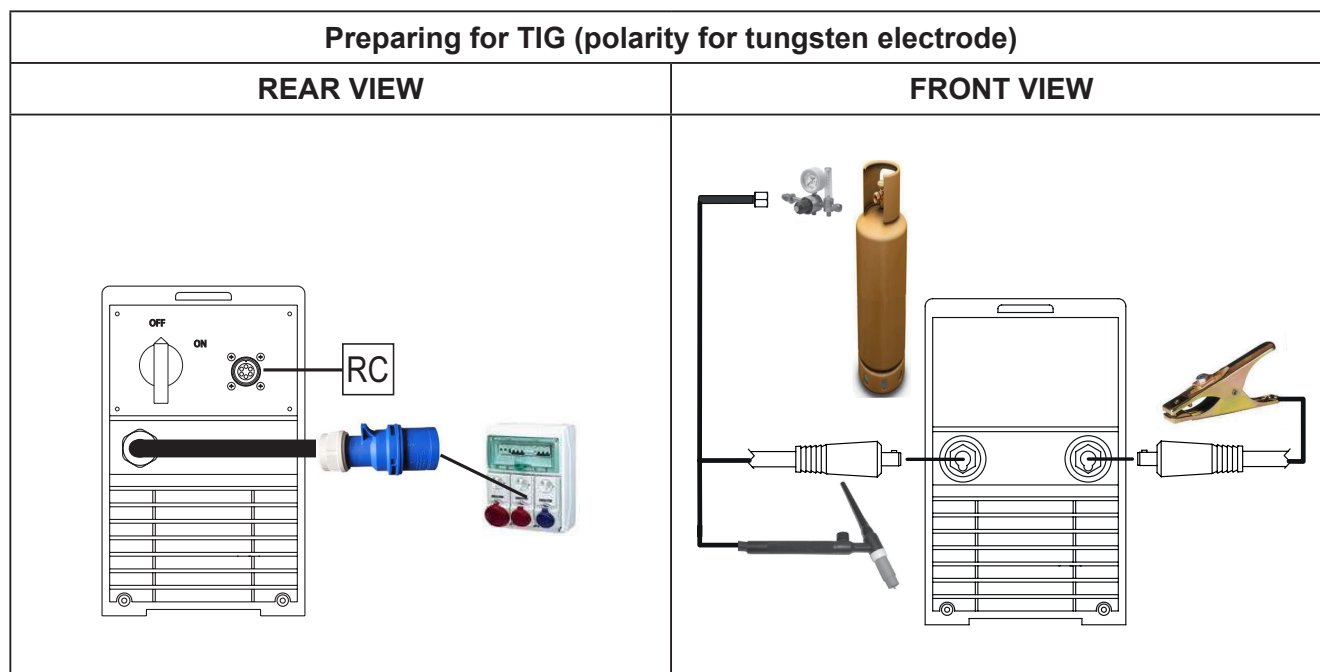 Preparing for TIG (polarity for tungsten electrode)
REAR VIEW
FRONT VIEW
OFF
ON
RC